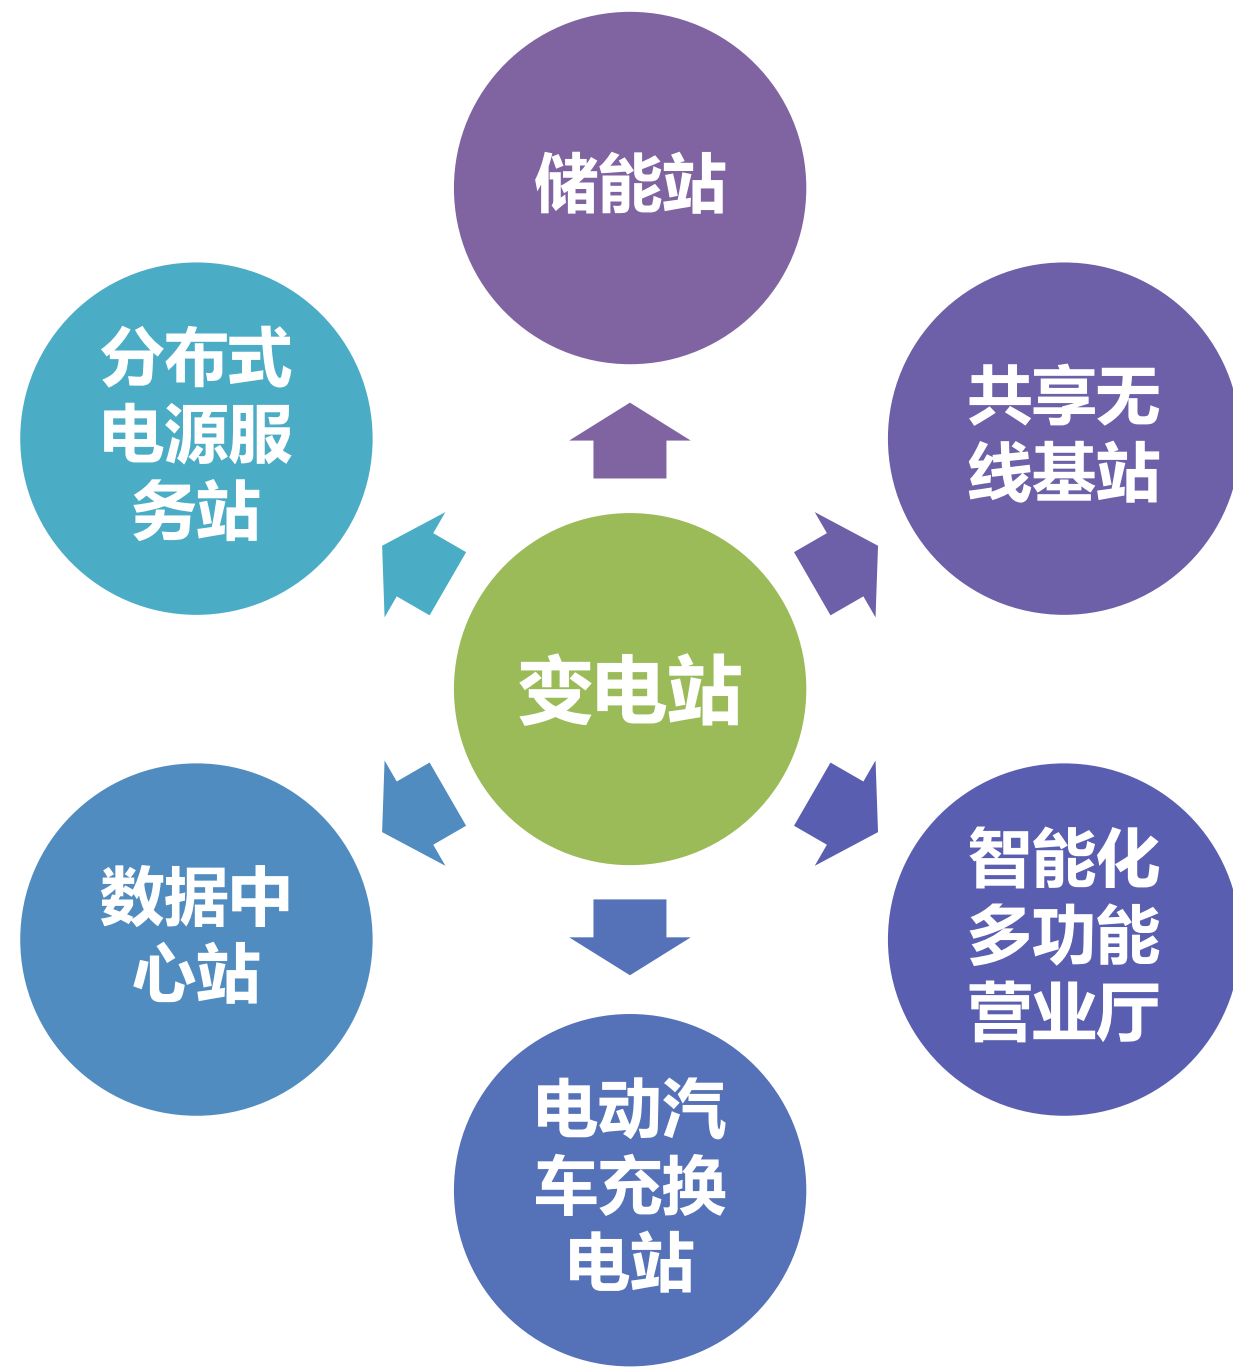 储能站
分布式
电源服
务站
共享无
线基站
变电站
数据中
心站
智能化
多功能
营业厅
电动汽
车充换
电站